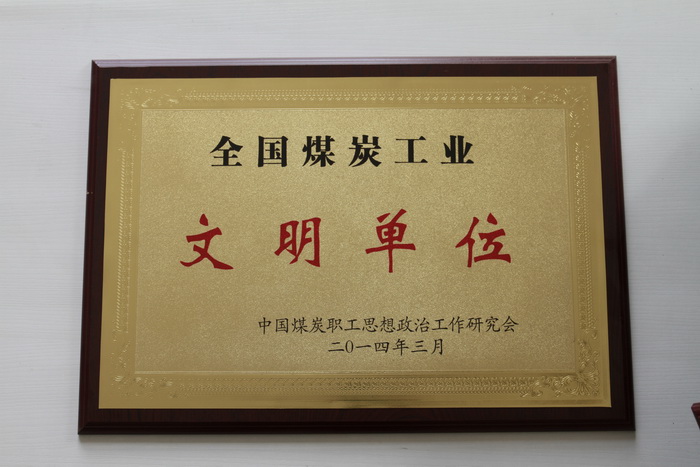 全国煤炭工业
文明单位
中国煤炭职工思想政治工作研究会
二0一四年三月